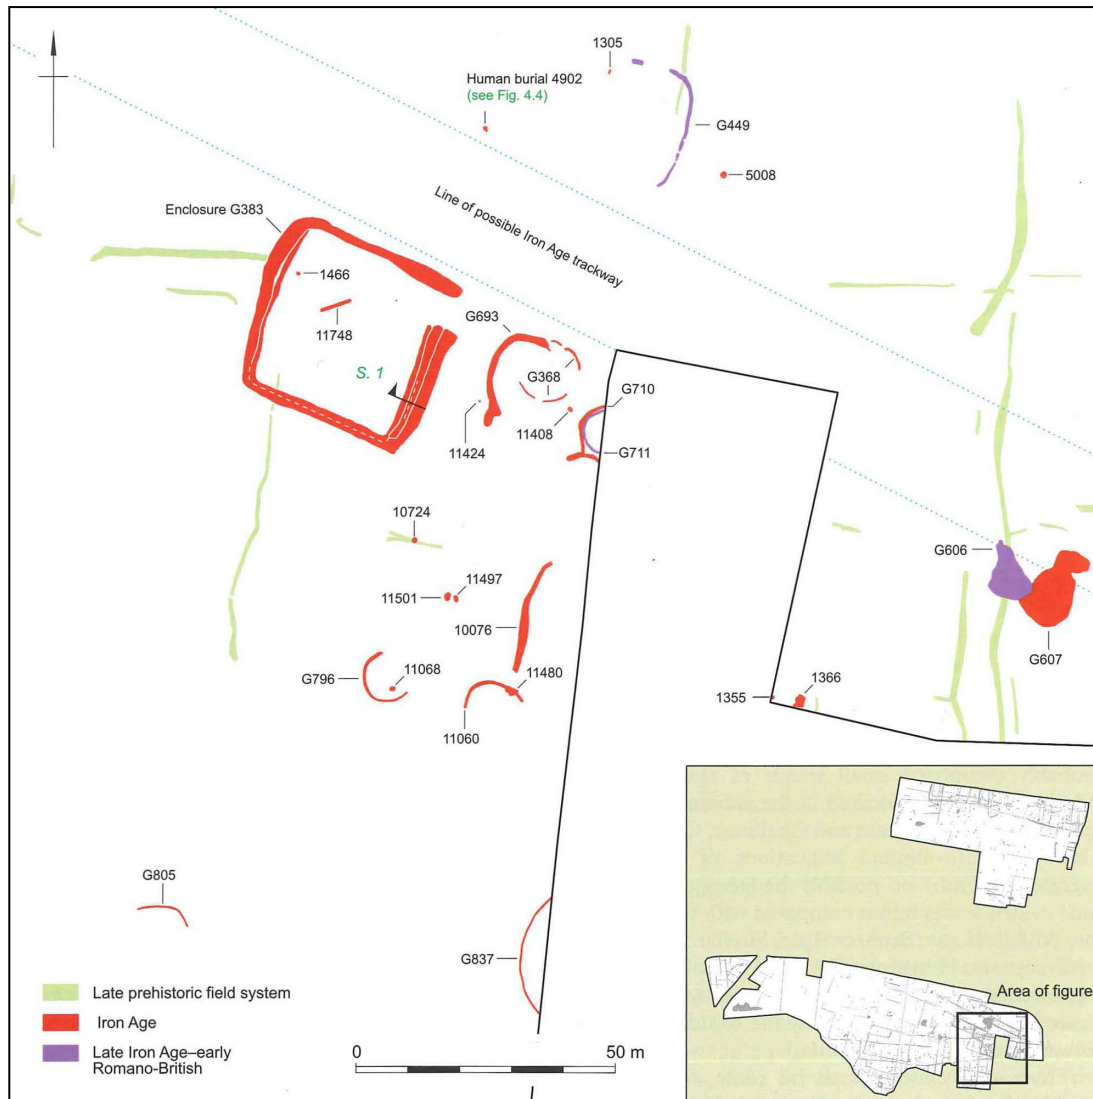 1305
Human burial 4902
(see Fig. 4.4)
G449
5008
Enclosure G383
Line of possible Iron Age trackway
1466
G693
11748
S. 1
G368
G710
11408
11424
G711
10724
G606
11497
11501
10076
G607
G796
11068
11480
1355
1366
11060
G805
G837
Area of figure
Late prehistoric field system
Iron Age
Late Iron Age–early
Romano-British
0 50 m